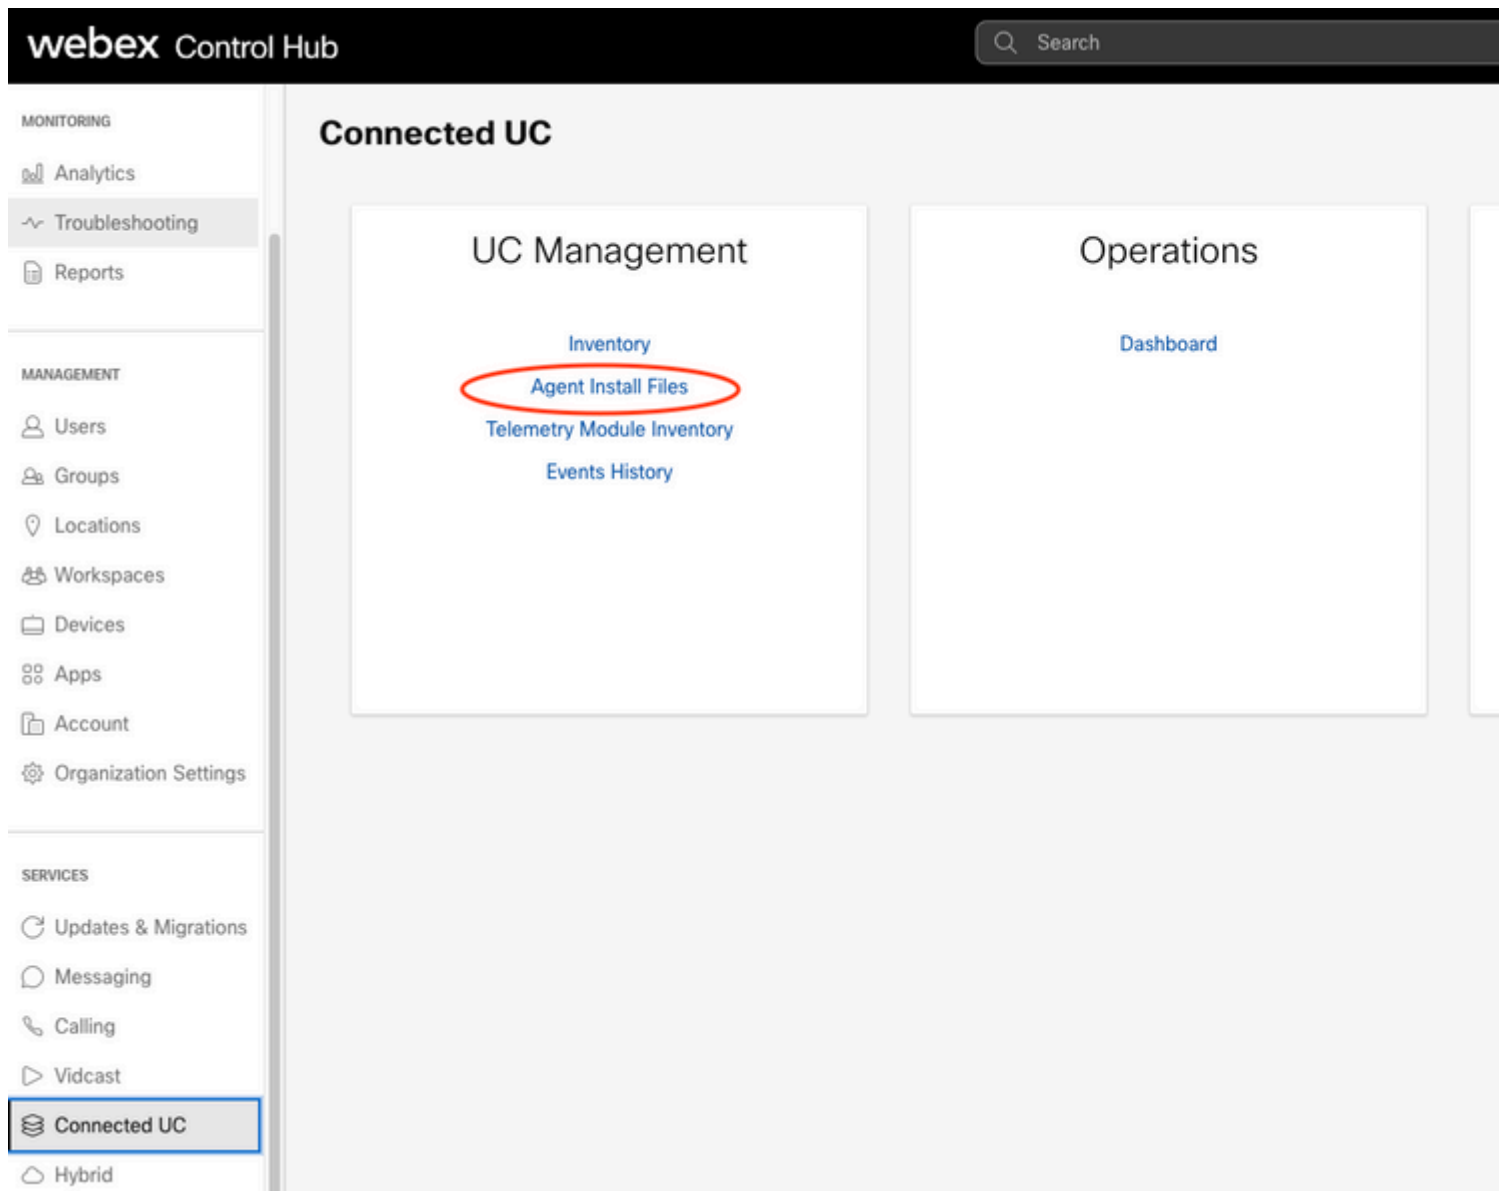 webex Control Hub
Search
MONITORING
Analytics
Troubleshooting
Reports
MANAGEMENT
Users
Groups
Locations
Workspaces
Devices
Apps
Account
Organization Settings
SERVICES
Updates & Migrations
Messaging
Calling
Vidcast
Connected UC
Hybrid
Connected UC
UC Management
Inventory
Agent Install Files
Telemetry Module Inventory
Events History
Operations
Dashboard